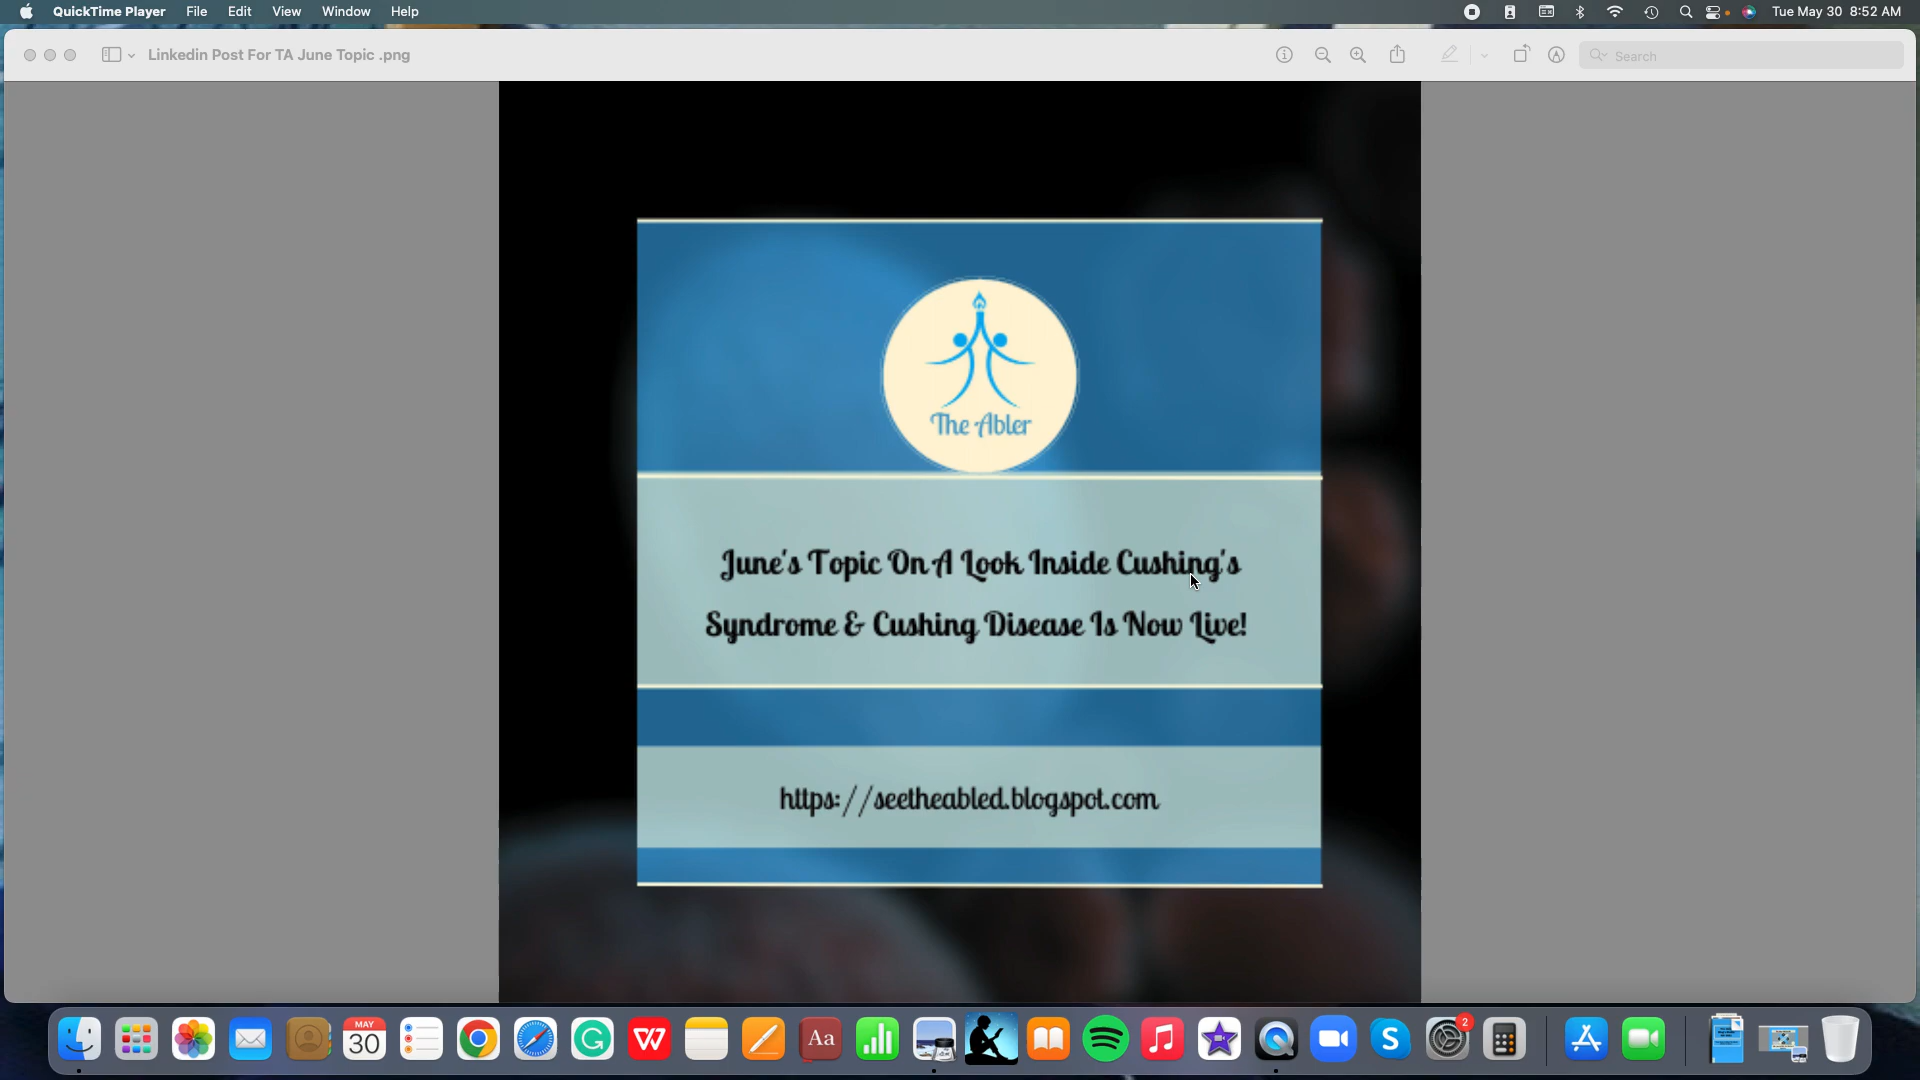 QuickTime Player File Edit View Window Help Tue May 30 8:52 AM
Linkedin Post For TA June Topic .png
Search
The Abler
June's Topic On A Look Inside Cushing's
Syndrome & Cushing Disease Is Now Live!
https://seetheabled.blogspot.com
MAY
30
Aa
2